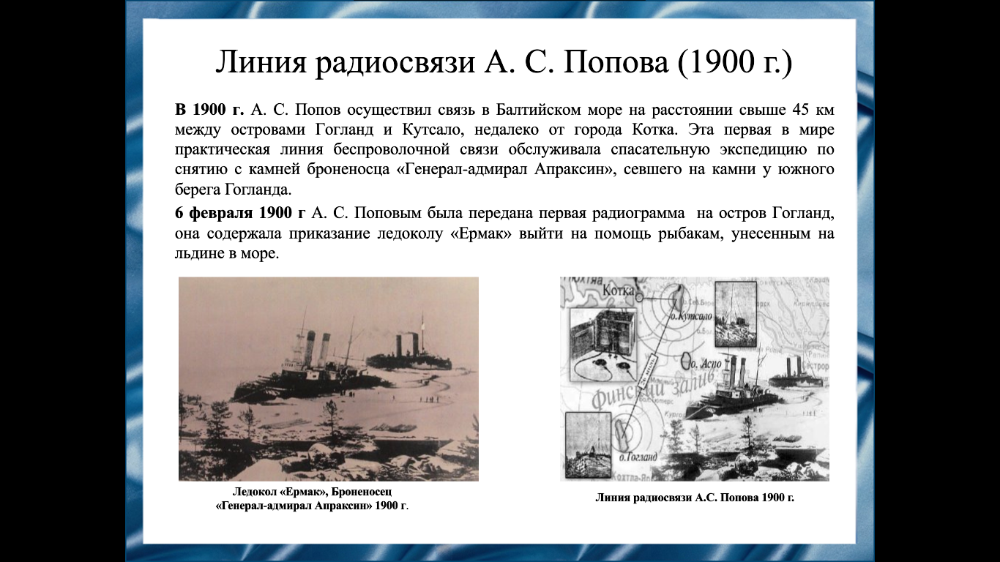 Линия радиосвязи А. С. Попова (1900 г.)
В 1900 г. А. С. Попов осуществил связь в Балтийском море на расстоянии свыше 45 км
между островами Гогланд и Кутсало, недалеко от города Котка. Эта первая в мире
практическая линия беспроволочной связи обслуживала спасательную экспедицию по
снятию с камней броненосца «Генерал-адмирал Апраксин», севшего на камни у южного
берега Гогланда.
6 февраля 1900 г А. С. Поповым была передана первая радиограмма на остров Гогланд,
она содержала приказание ледоколу «Ермак» выйти на помощь рыбакам, унесенным на
льдине в море.
Котка
о.Кутсало
о. Аспо
Финский залив
о.Гогланд
Ледокол «Ермак», Броненосец
«Генерал-адмирал Апраксин» 1900 г.
Линия радиосвязи А.С. Попова 1900 г.